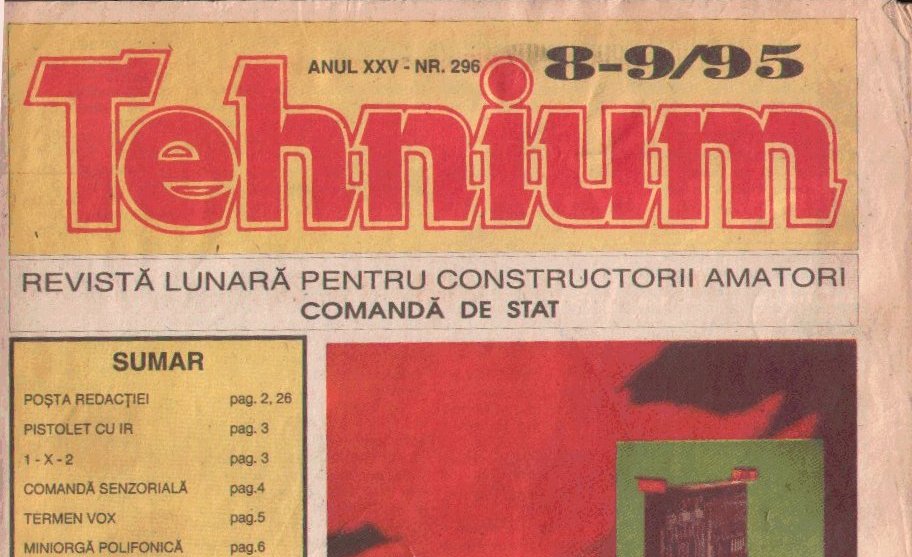 ANUL XXV - NR. 296 8-9/95
Tehnium
REVISTĂ LUNARĂ PENTRU CONSTRUCTORII AMATORI
COMANDĂ DE STAT
SUMAR
POŞTA REDACŢIEI pag. 2, 26
PISTOLET CU IR pag. 3
1 - X - 2 pag. 3
COMANDĂ SENZORIALĂ pag.4
TERMEN VOX pag.5
MINIORGĂ POLIFONICĂ pag.6